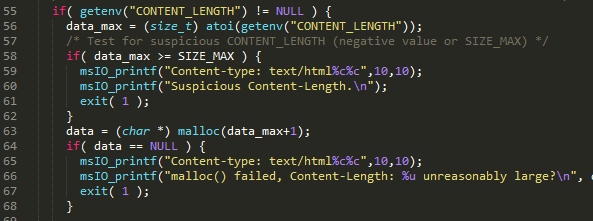 55 if( getenv("CONTENT_LENGTH") != NULL ) {
56 data_max = (size_t) atoi(getenv("CONTENT_LENGTH"));
57 /* Test for suspicious CONTENT_LENGTH (negative value or SIZE_MAX) */
58 if( data_max >= SIZE_MAX ) {
59 msIO_printf("Content-type: text/html%c%c",10,10);
60 msIO_printf("Suspicious Content-Length.\n");
61 exit( 1 );
62 }
63 data = (char *) malloc(data_max+1);
64 if( data == NULL ) {
65 msIO_printf("Content-type: text/html%c%c",10,10);
66 msIO_printf("malloc() failed, Content-Length: %u unreasonably large?\n",
67 exit( 1 );
68 }